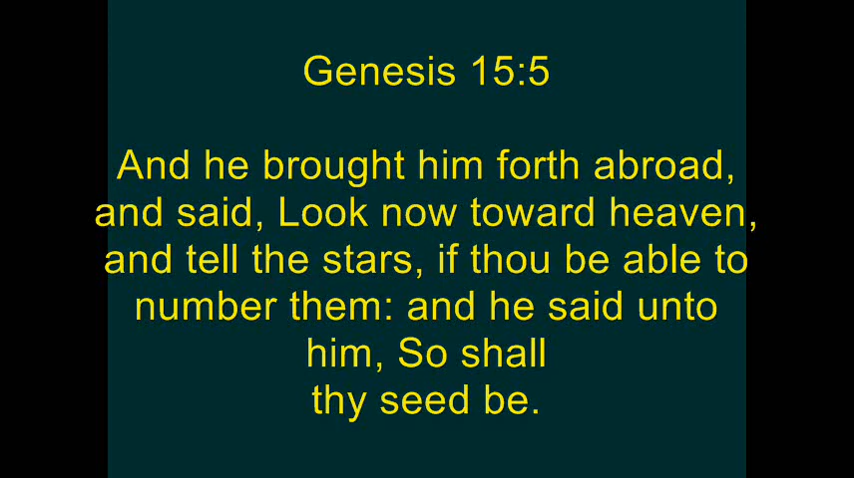 Genesis 15:5
And he brought him forth abroad,
and said, Look now toward heaven,
and tell the stars, if thou be able to
number them: and he said unto
him, So shall
thy seed be.